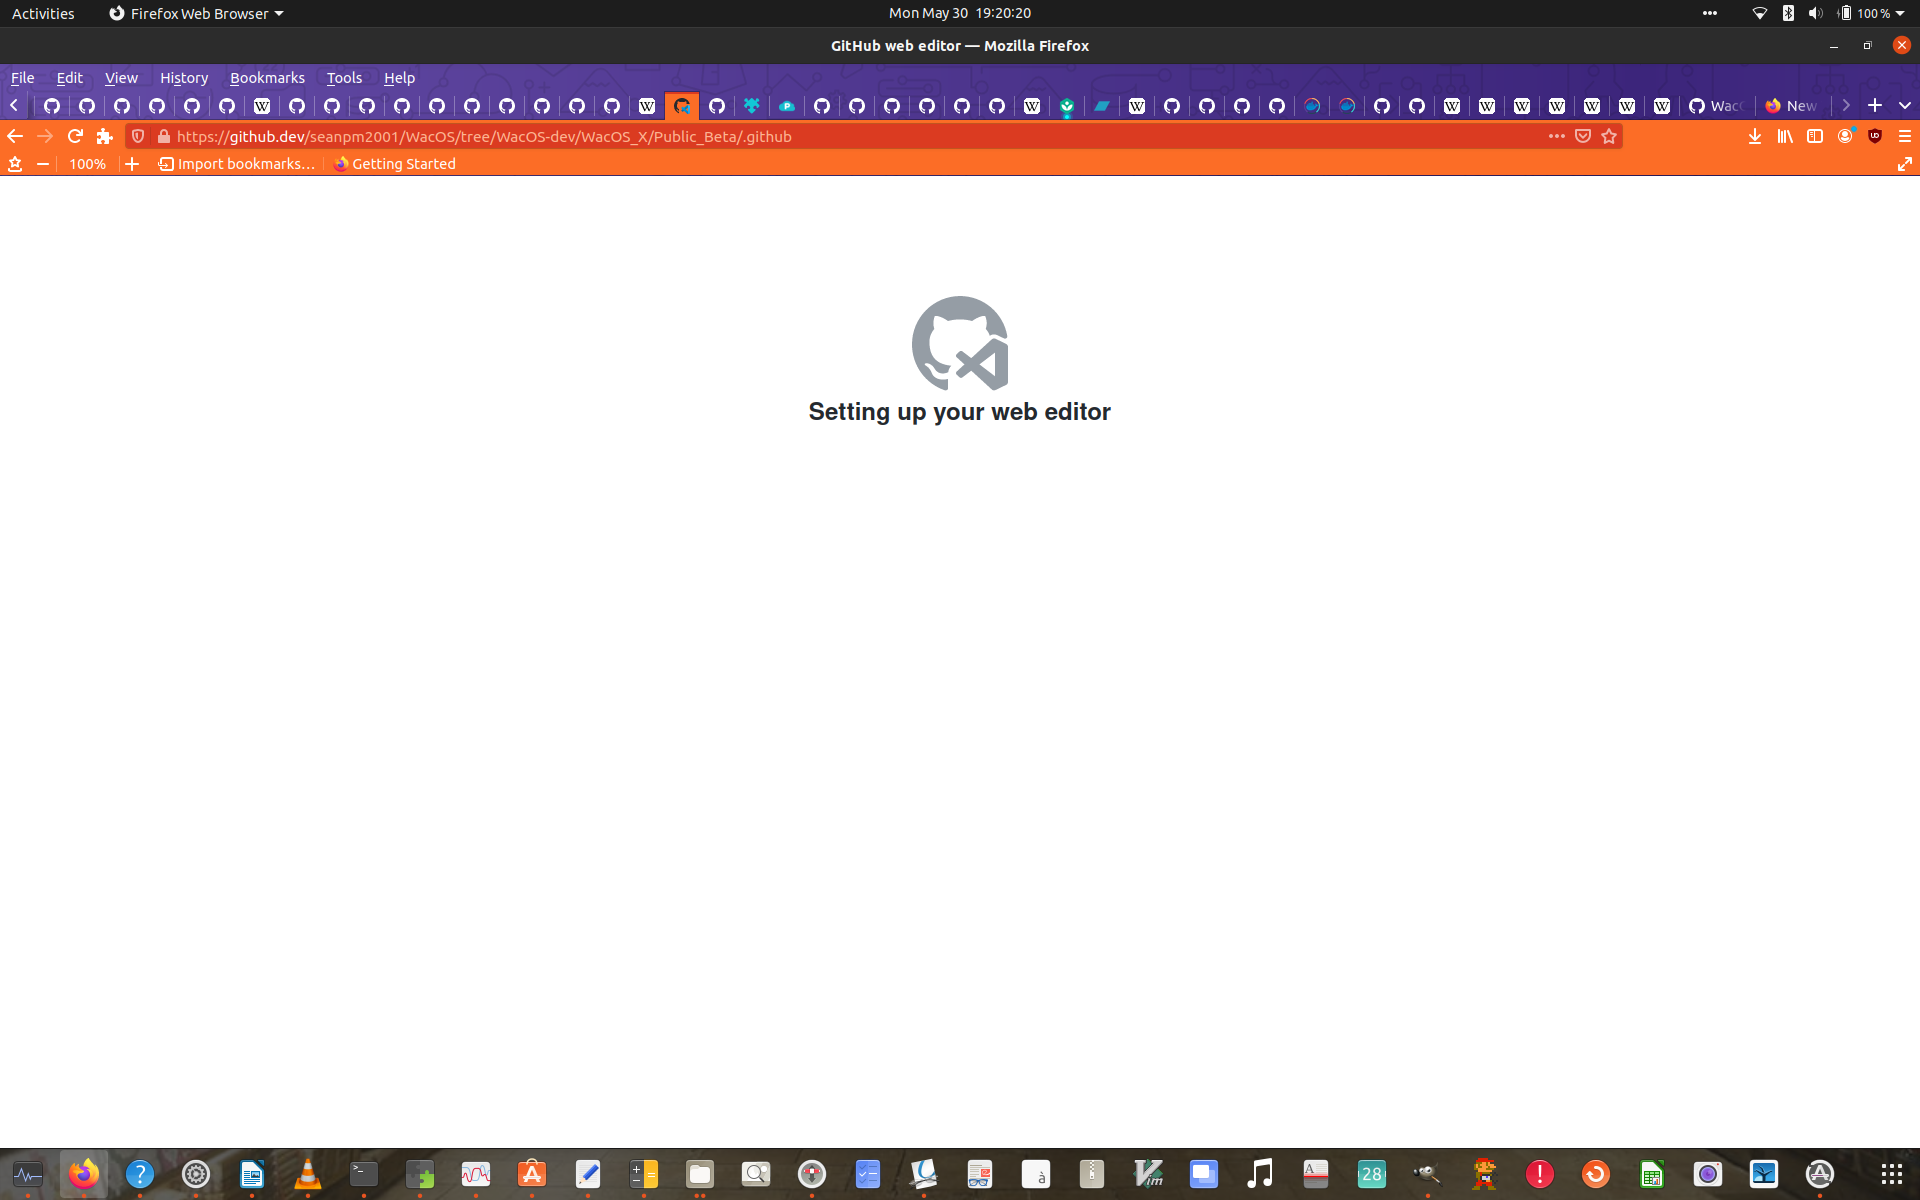 Activities Firefox Web Browser Mon May 30 19:20:20 100 %
GitHub web editor — Mozilla Firefox
File Edit View History Bookmarks Tools Help
WacO New
https://github.dev/seanpm2001/WacOS/tree/WacOS-dev/WacOS_X/Public_Beta/.github
100% Import bookmarks... Getting Started
Setting up your web editor
28